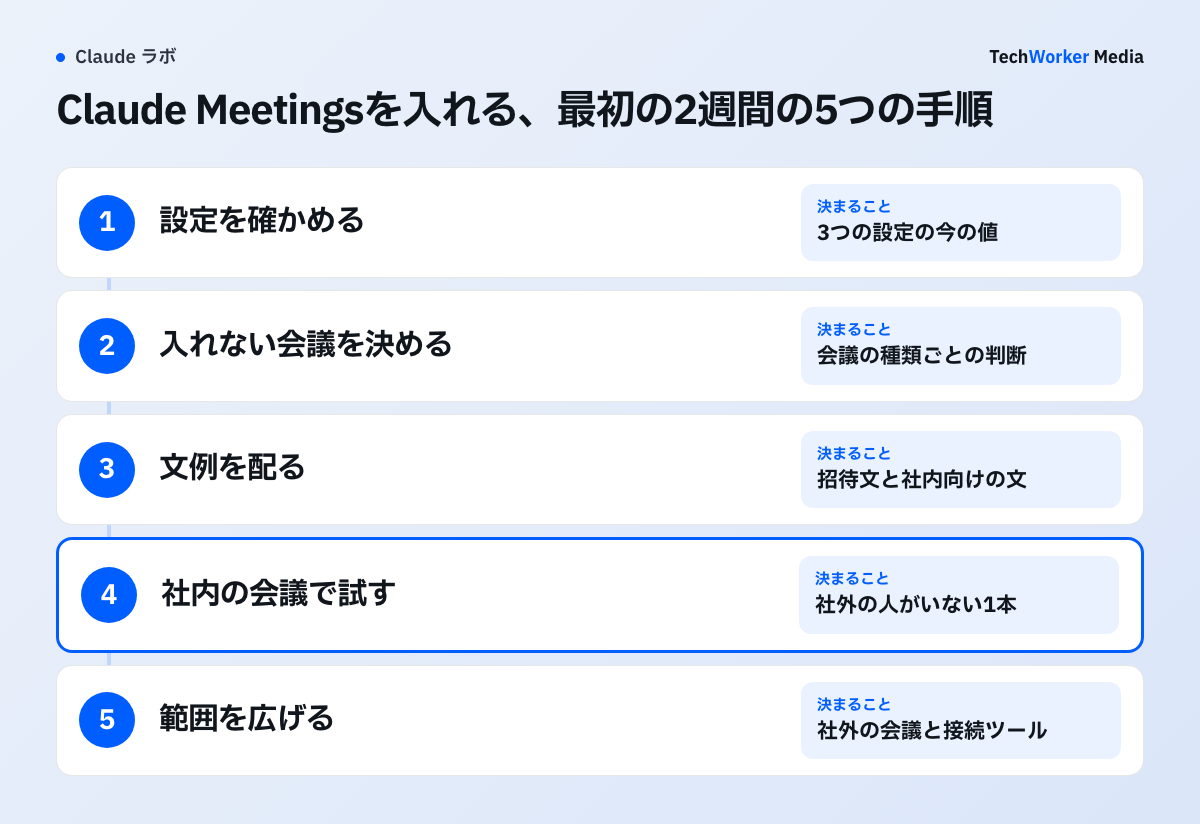 Claude ラボ
TechWorker Media
Claude Meetingsを入れる、最初の2週間の5つの手順
1
設定を確かめる
決まること
3つの設定の今の値
2
入れない会議を決める
決まること
会議の種類ごとの判断
3
文例を配る
決まること
招待文と社内向けの文
4
社内の会議で試す
決まること
社外の人がいない1本
5
範囲を広げる
決まること
社外の会議と接続ツール